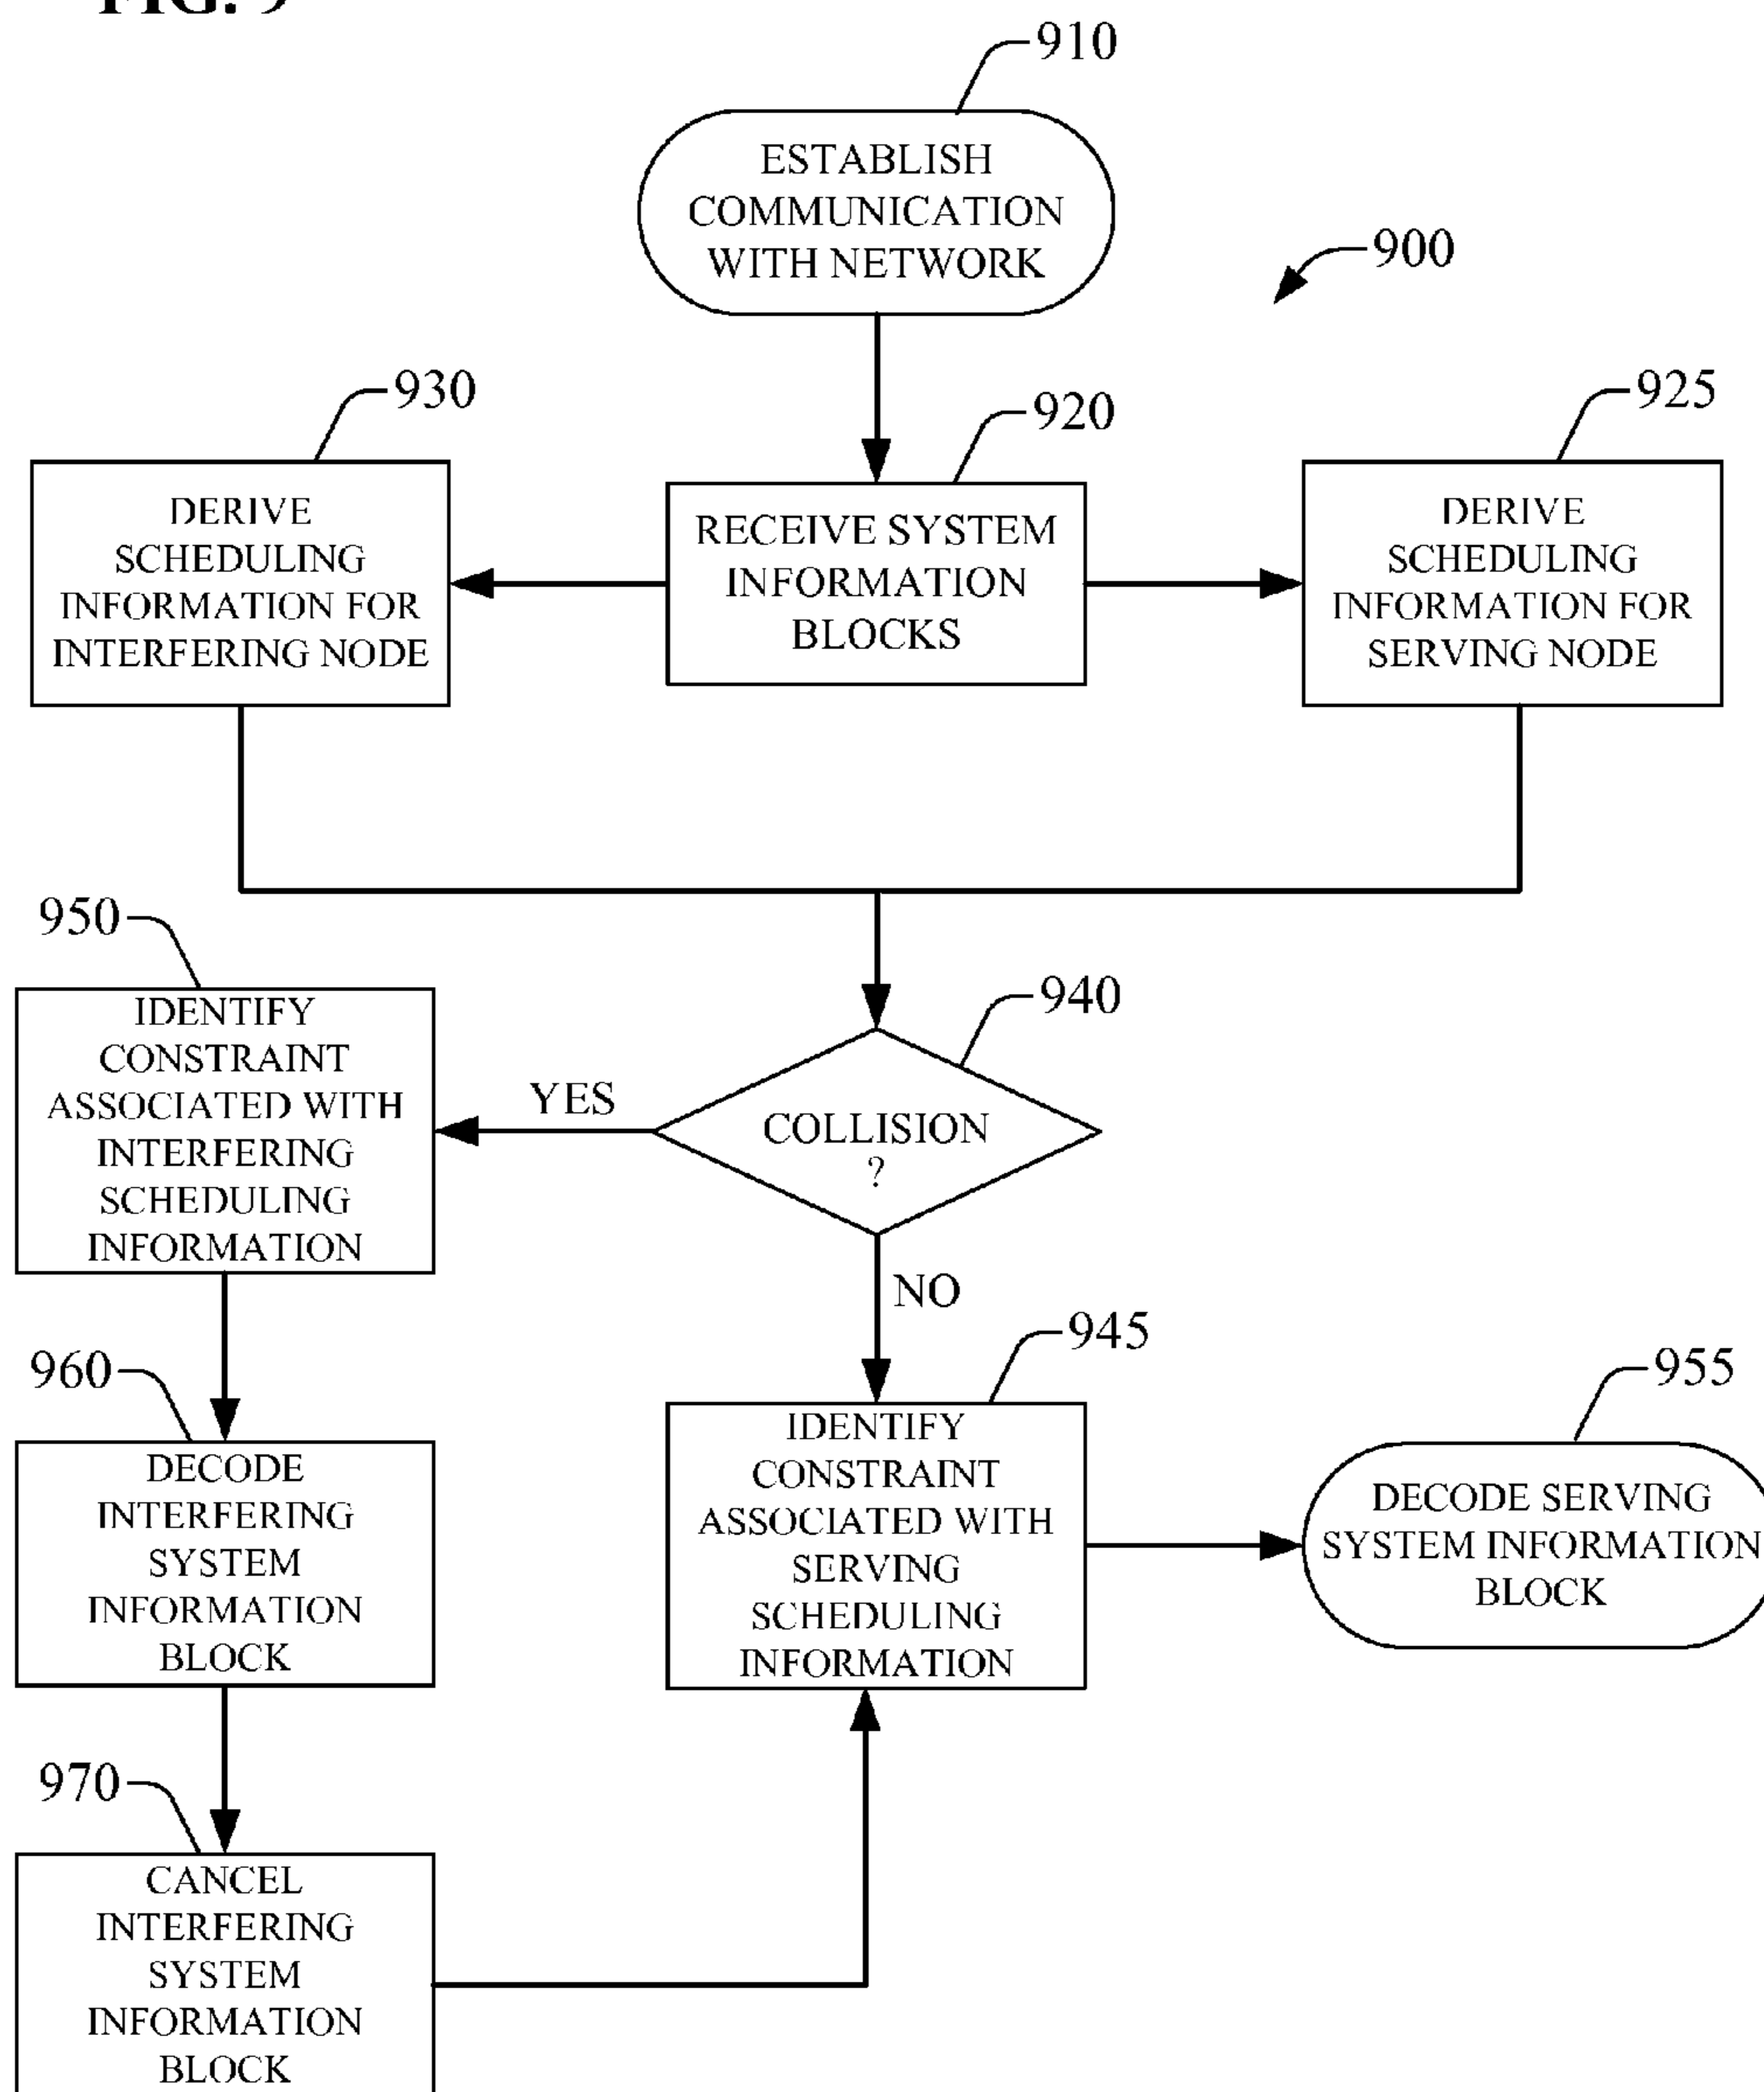 FIG. 9
910
ESTABLISH
COMMUNICATION
WITH NETWORK
900
930
920
925
DERIVE
SCHEDULING
INFORMATION FOR
INTERFERING NODE
RECEIVE SYSTEM
INFORMATION
BLOCKS
DERIVE
SCHEDULING
INFORMATION FOR
SERVING NODE
950
940
IDENTIFY
CONSTRAINT
ASSOCIATED WITH
INTERFERING
SCHEDULING
INFORMATION
YES
COLLISION
?
NO
960
945
955
DECODE
INTERFERING
SYSTEM
INFORMATION
BLOCK
IDENTIFY
CONSTRAINT
ASSOCIATED WITH
SERVING
SCHEDULING
INFORMATION
DECODE SERVING
SYSTEM INFORMATION
BLOCK
970
CANCEL
INTERFERING
SYSTEM
INFORMATION
BLOCK